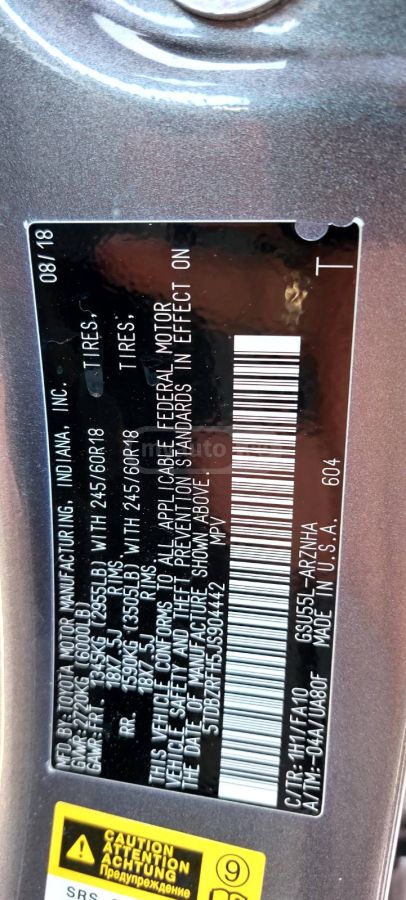 MFD. BY: TOYOTA MOTOR MANUFACTURING, INDIANA, INC. 08/18
GVWR: 2720KG (6000LB)
GAWR: FRT. 1345KG (2955LB) WITH 245/60R18 TIRES,
18X7.5J RIMS
RR. 1590KG (3505LB) WITH 245/60R18 TIRES,
18X7.5J RIMS
THIS VEHICLE CONFORMS TO ALL APPLICABLE FEDERAL MOTOR
VEHICLE SAFETY AND THEFT PREVENTION STANDARDS IN EFFECT ON
THE DATE OF MANUFACTURE SHOWN ABOVE.
5TDBZRFH5JS904442 MPV
C/TR: 1H1/FA10 GSU55L-ARZNHA T
A/TM: -04A/UA80F MADE IN U.S.A. 604
CAUTION
ATTENTION
ACHTUNG
Предупреждение
9
SRS